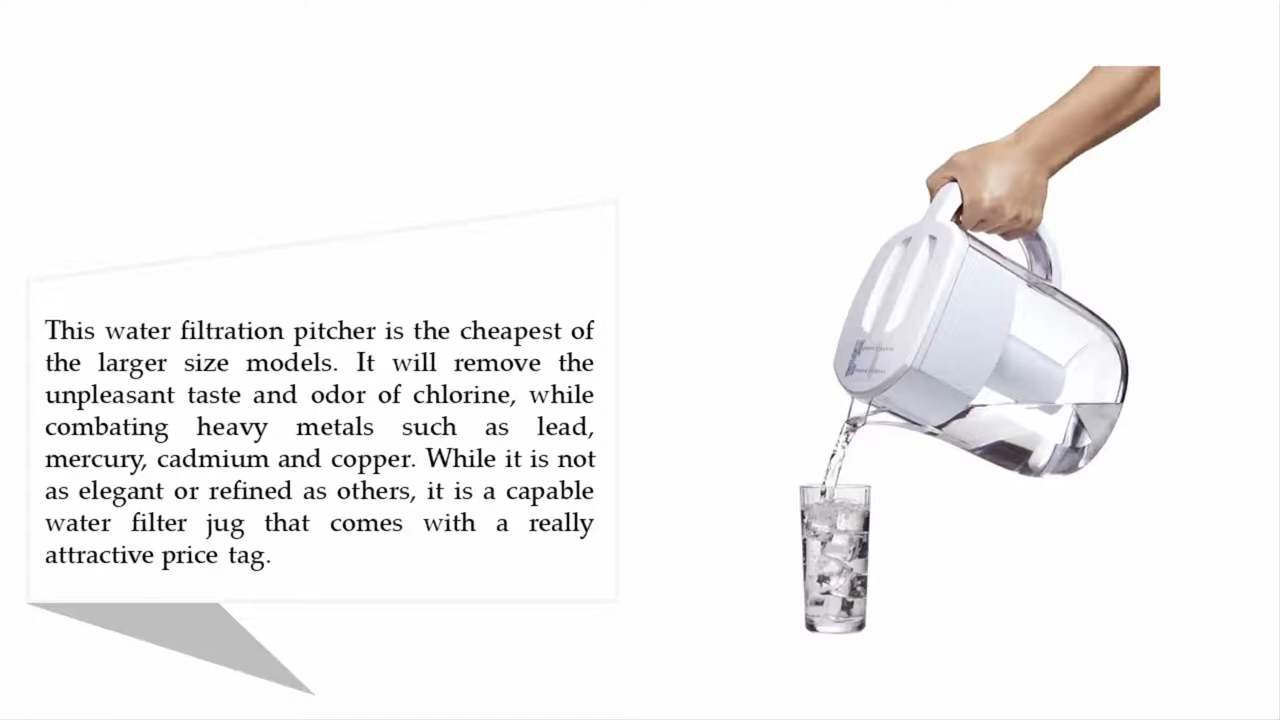 This water filtration pitcher is the cheapest of
the larger size models. It will remove the
unpleasant taste and odor of chlorine, while
combating heavy metals such as lead,
mercury, cadmium and copper. While it is not
as elegant or refined as others, it is a capable
water filter jug that comes with a really
attractive price tag.